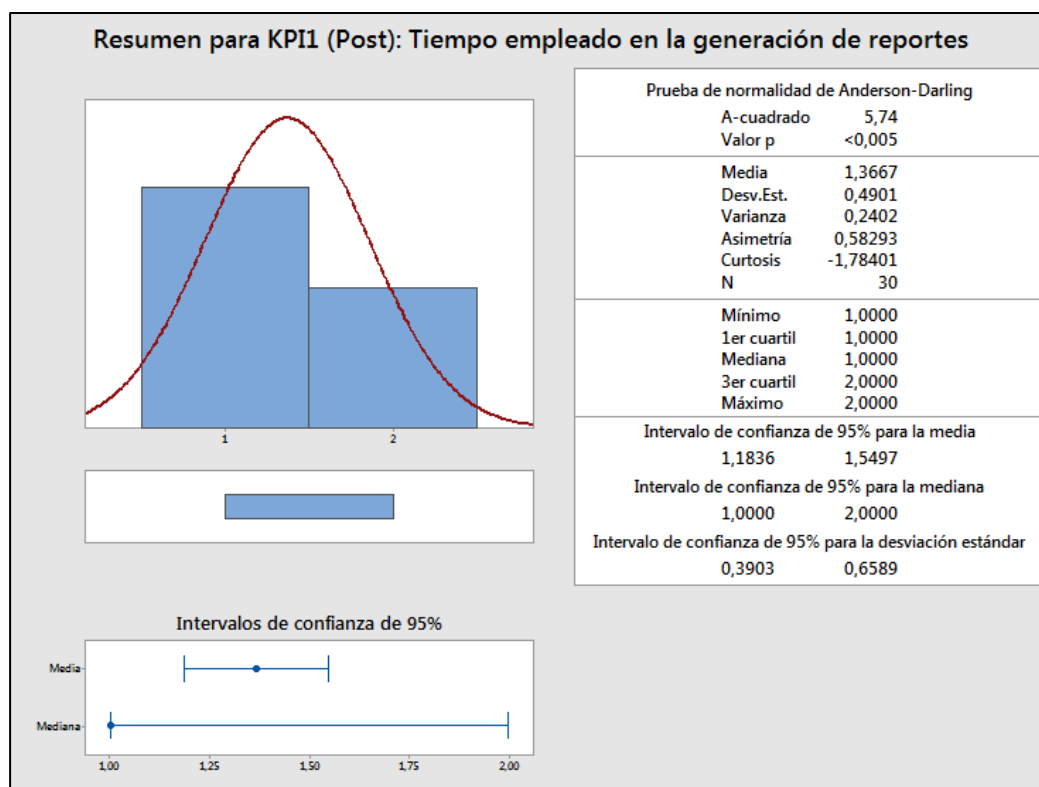 Resumen para KPI1 (Post): Tiempo empleado en la generación de reportes
1
2
Prueba de normalidad de Anderson-Darling
A-cuadrado 5,74
Valor p <0,005
Media 1,3667
Desv.Est. 0,4901
Varianza 0,2402
Asimetría 0,58293
Curtosis -1,78401
N 30
Mínimo 1,0000
1er cuartil 1,0000
Mediana 1,0000
3er cuartil 2,0000
Máximo 2,0000
Intervalo de confianza de 95% para la media
1,1836 1,5497
Intervalo de confianza de 95% para la mediana
1,0000 2,0000
Intervalo de confianza de 95% para la desviación estándar
0,3903 0,6589
Intervalos de confianza de 95%
Media
Mediana
1,00 1,25 1,50 1,75 2,00